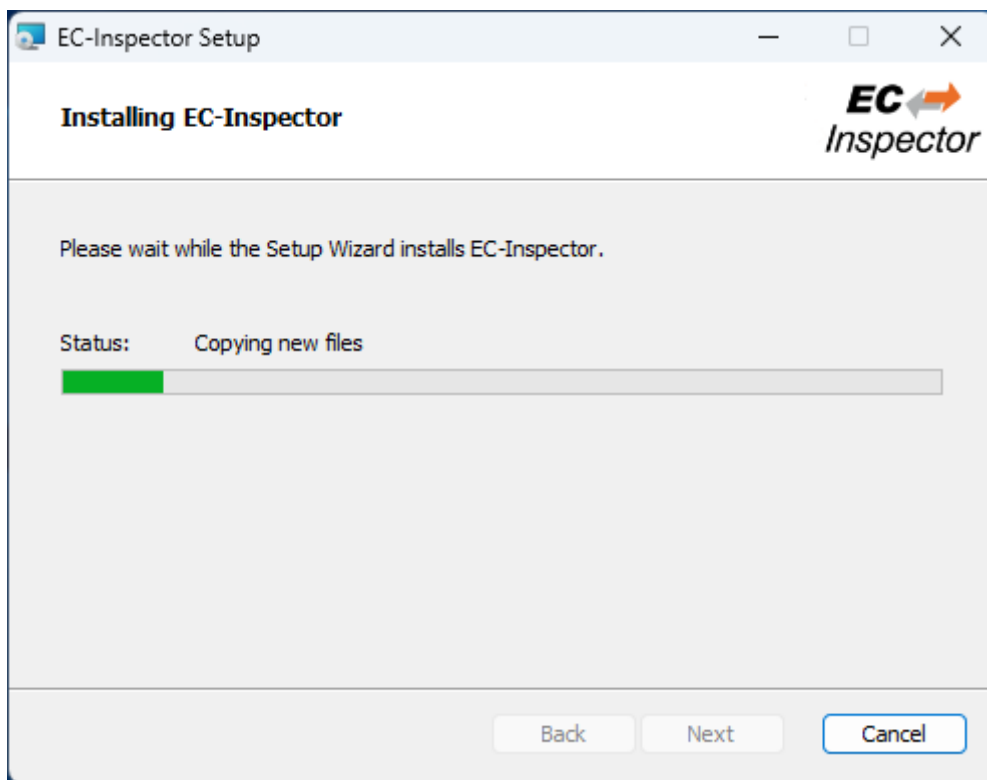 EC-Inspector Setup
Installing EC-Inspector
EC
Inspector
Please wait while the Setup Wizard installs EC-Inspector.
Status: Copying new files
Back Next Cancel